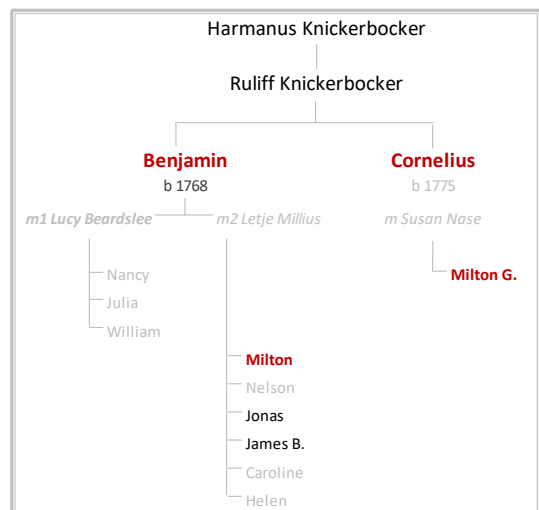 Harmanus Knickerbocker
Ruliff Knickerbocker
Benjamin
Cornelius
b 1768
b 1775
m1 Lucy Beardslee
m2 Letje Millius
m Susan Nase
Nancy
Milton G.
Julia
William
Milton
Nelson
Jonas
James B.
Caroline
Helen